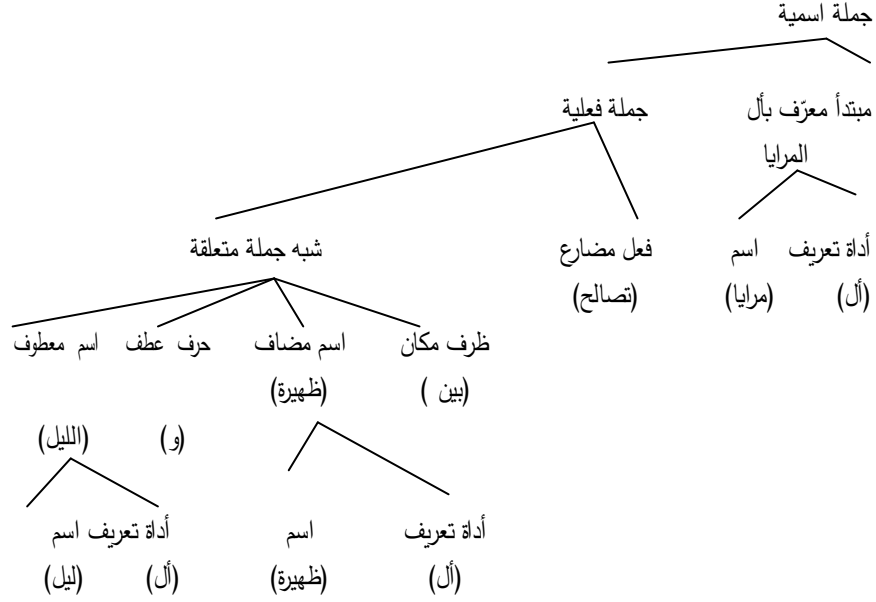 جملة اسمية
مبتدأ معرّف بأل جملة فعلية
المرايا
أداة تعريف اسم فعل مضارع شبه جملة متعلقة
(أل) (مرايا) (تصالح)
ظرف مكان اسم مضاف حرف عطف اسم معطوف
(بين ) (ظهيرة)
(و) (الليل)
أداة تعريف اسم أداة تعريف اسم
(أل) (ظهيرة) (أل) (ليل)